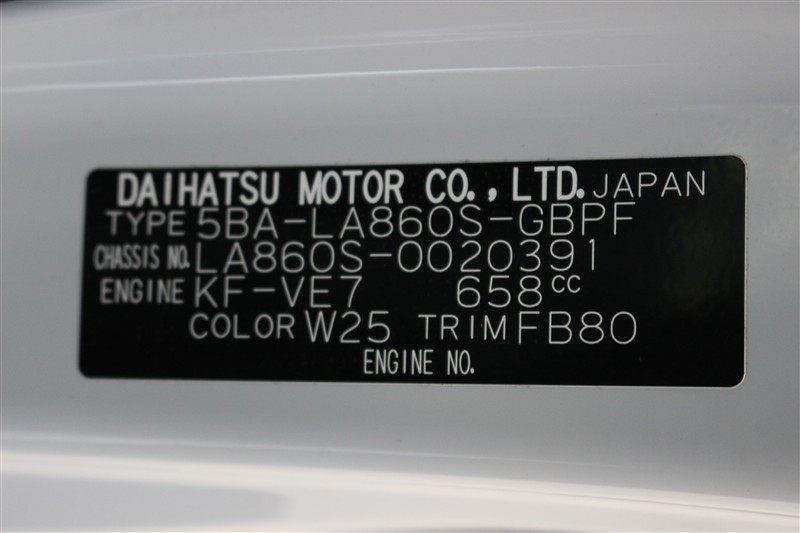 DAIHATSU MOTOR CO., LTD. JAPAN
TYPE 5BA-LA860S-GBPF
CHASSIS NO. LA860S-0020391
ENGINE KF-VE7 658cc
COLOR W25 TRIM FB80
ENGINE NO.